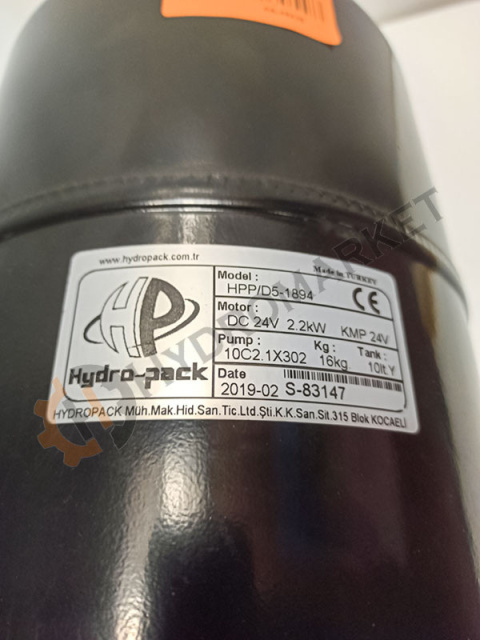 www.hydropack.com.tr
HP
Hydro-pack
Model :
Made in TURKEY
HPP/D5-1894
CE
Motor :
DC 24V 2.2kW KMP 24V
Pump : Kg : Tank :
10C2.1X302 16kg 10lt.Y
Date
2019-02 S-83147
HYDROPACK Müh.Mak.Hid.San.Tic.Ltd.Şti.K.K.San.Sit.315 Blok KOCAELİ
HYDROMARKET